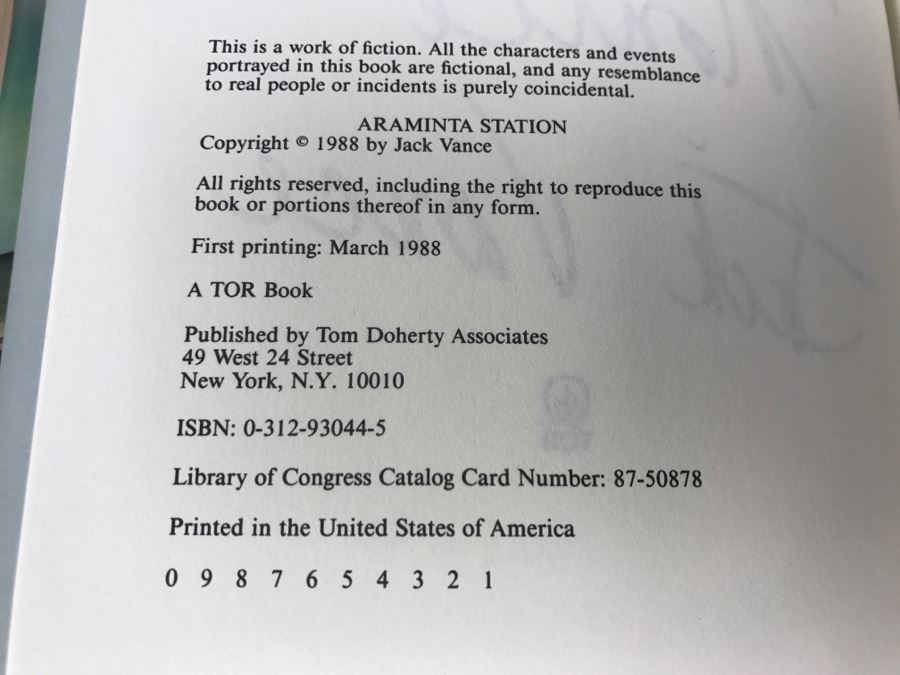 This is a work of fiction. All the characters and events
portrayed in this book are fictional, and any resemblance
to real people or incidents is purely coincidental.
ARAMINTA STATION
Copyright © 1988 by Jack Vance
All rights reserved, including the right to reproduce this
book or portions thereof in any form.
First printing: March 1988
A TOR Book
Published by Tom Doherty Associates
49 West 24 Street
New York, N.Y. 10010
ISBN: 0-312-93044-5
Library of Congress Catalog Card Number: 87-50878
Printed in the United States of America
0 9 8 7 6 5 4 3 2 1